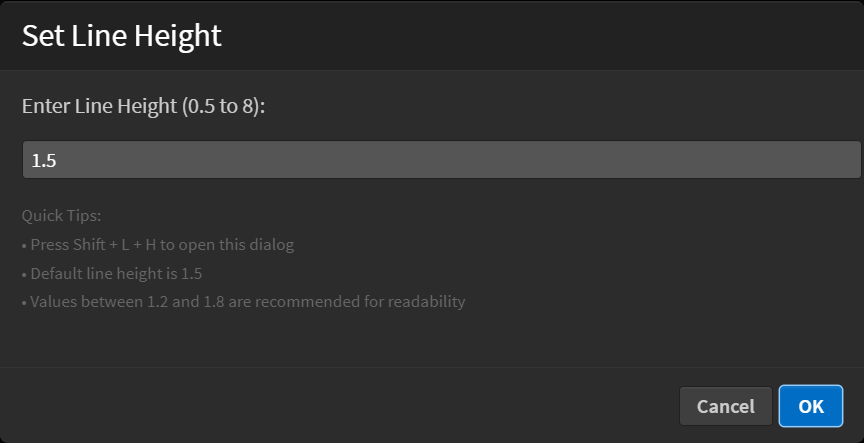 Set Line Height
Enter Line Height (0.5 to 8):
1.5
Quick Tips:
• Press Shift + L + H to open this dialog
• Default line height is 1.5
• Values between 1.2 and 1.8 are recommended for readability
Cancel OK